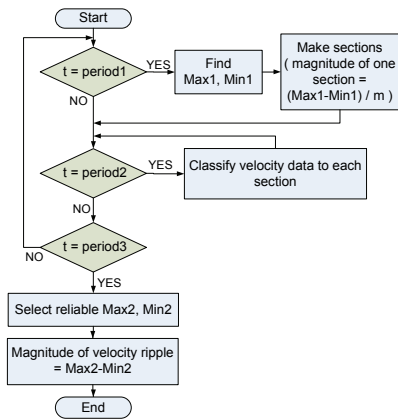 Start
t = period1
YES
Find
Max1, Min1
Make sections
( magnitude of one
section =
(Max1-Min1) / m )
NO
t = period2
YES
Classify velocity data to each
section
NO
t = period3
NO
YES
Select reliable Max2, Min2
Magnitude of velocity ripple
= Max2-Min2
End